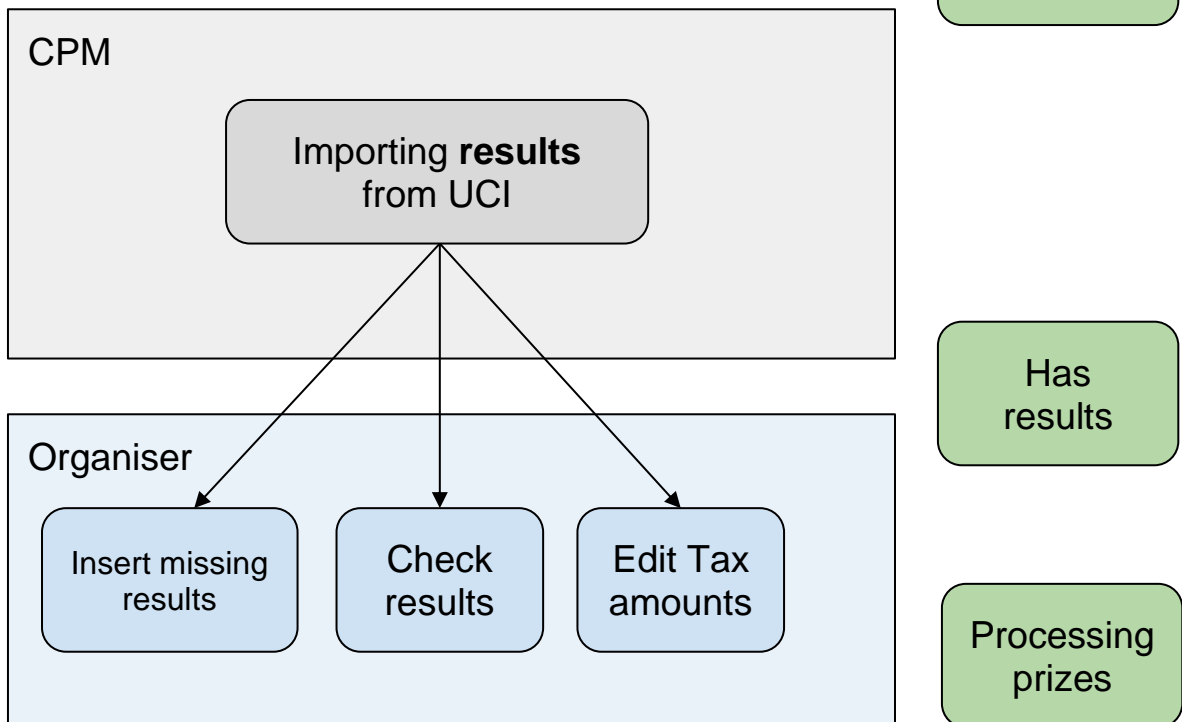 CPM
Importing results
from UCI
Has
results
Organiser
Insert missing
results
Check
results
Edit Tax
amounts
Processing
prizes